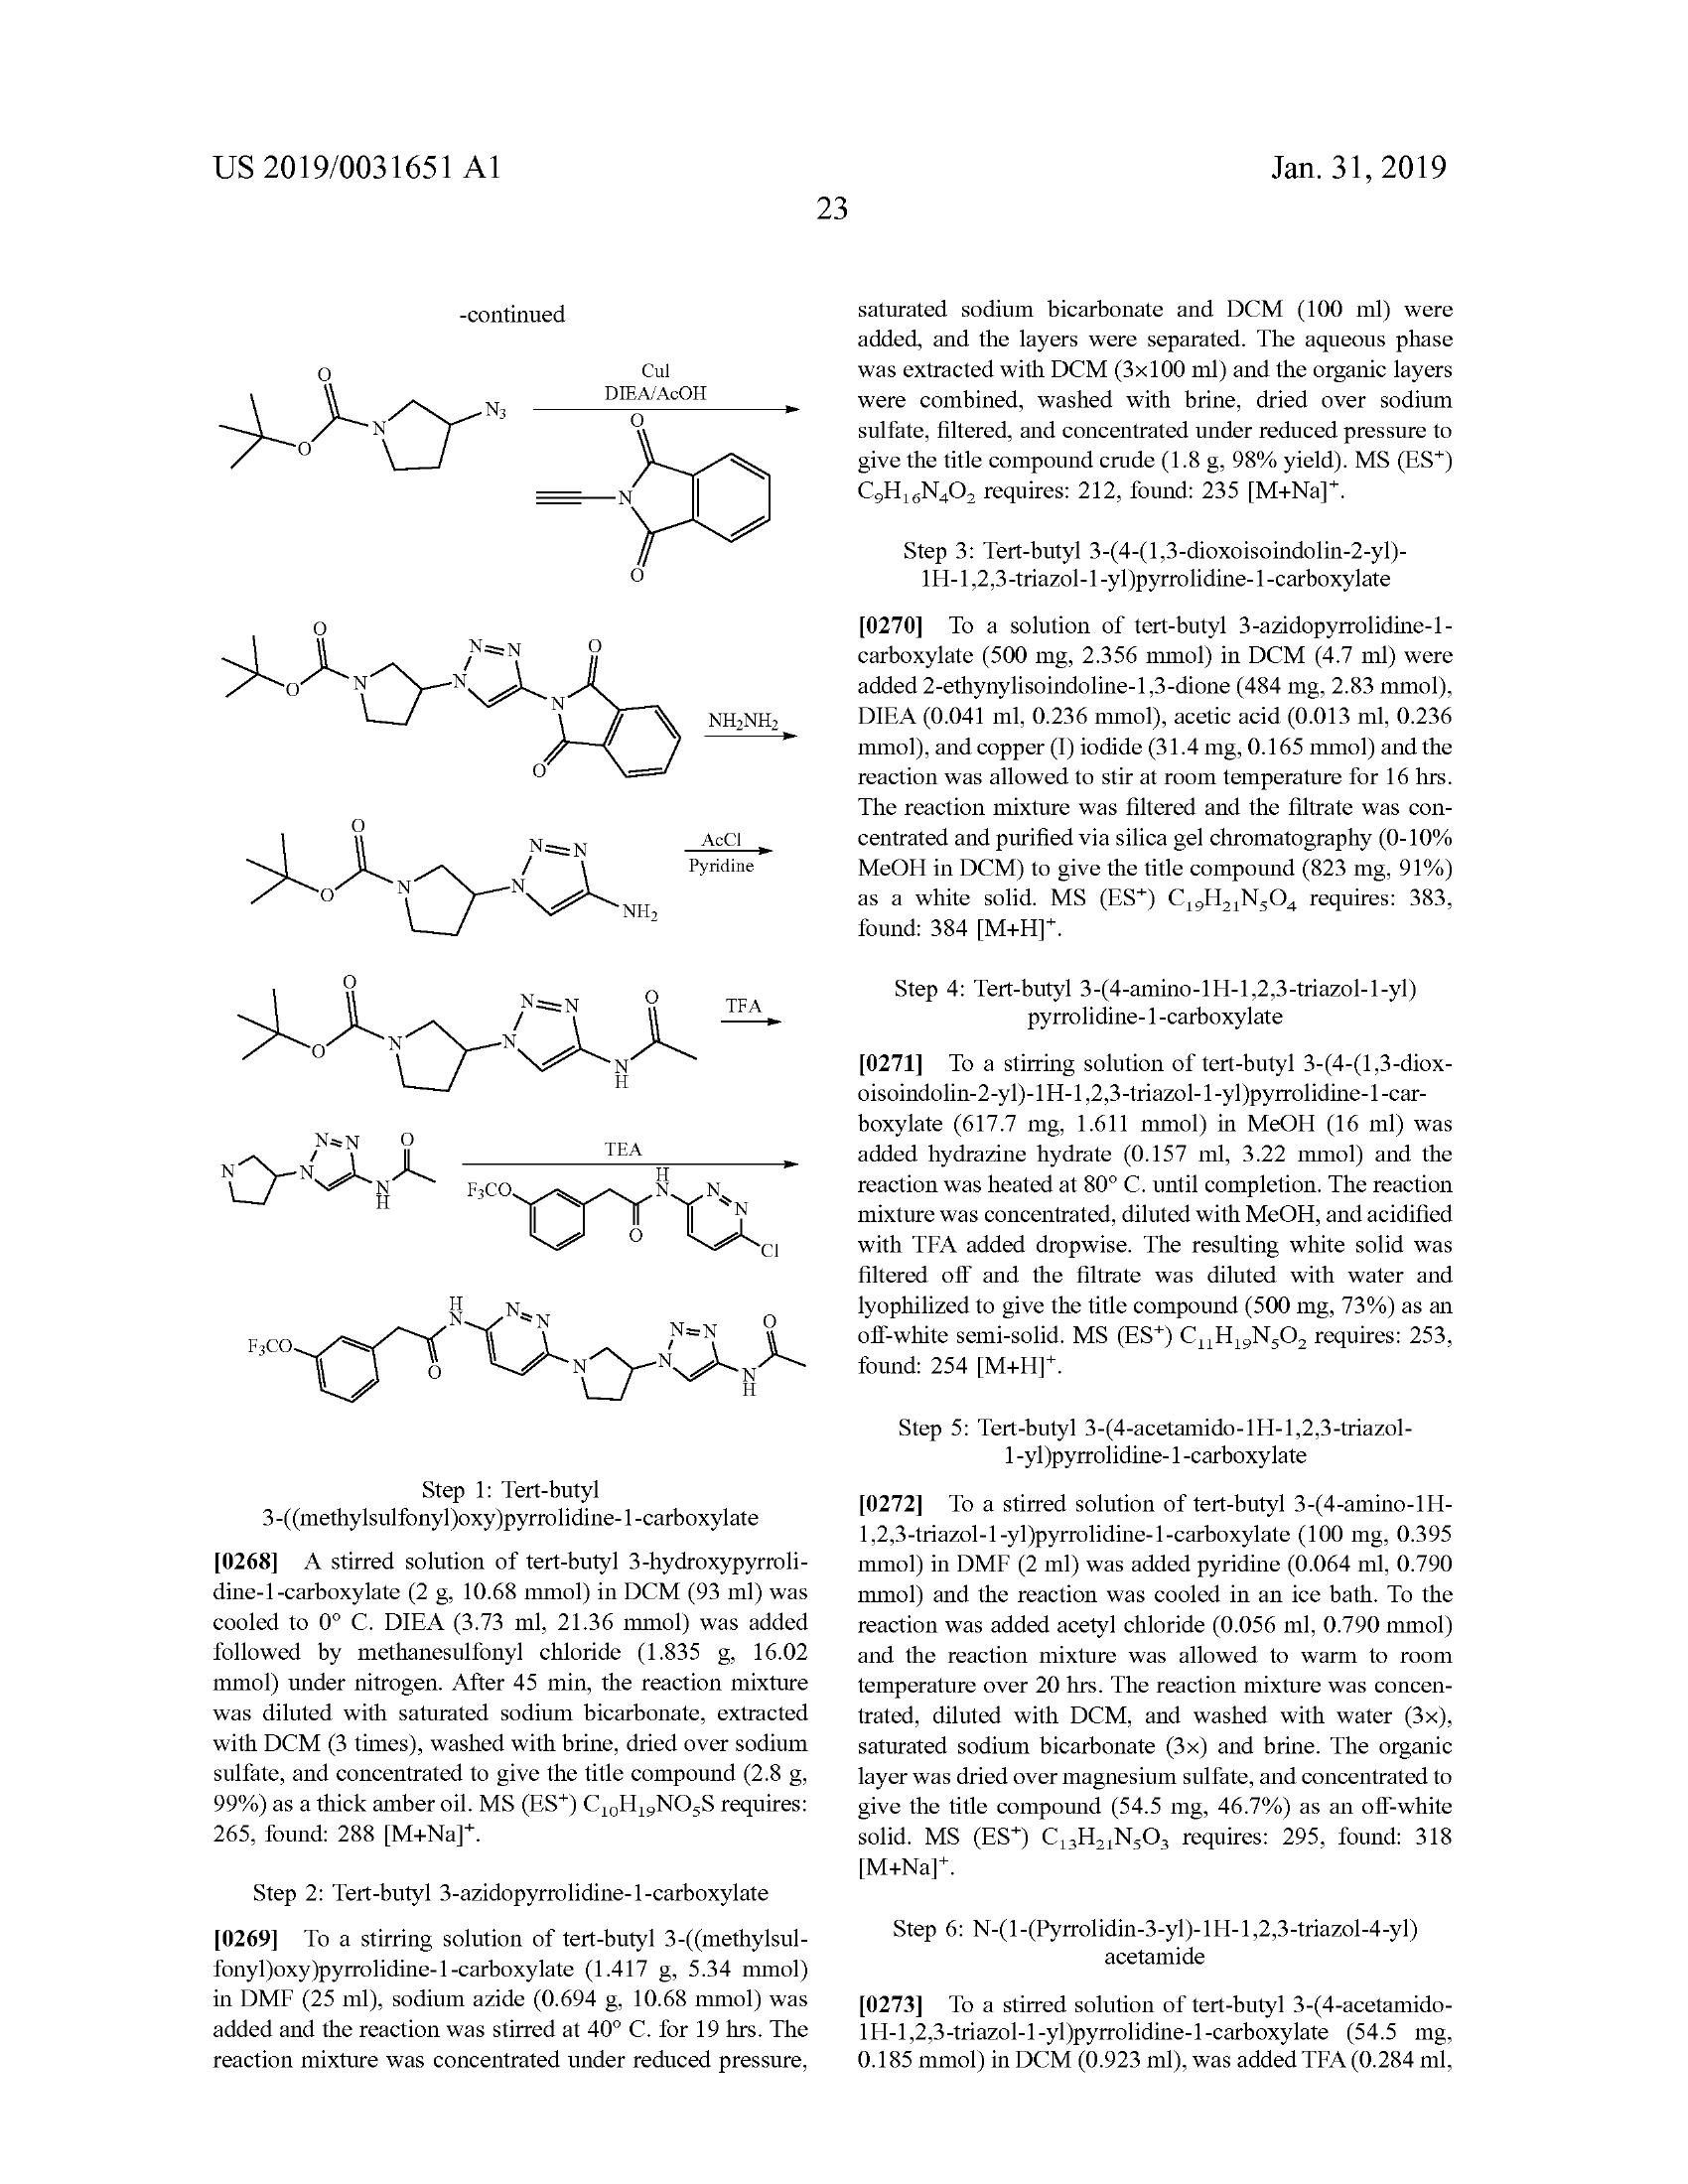 US 2019/0031651 A1
Jan. 31, 2019
23
-continued
O
N
O
N3
CuI
DIEA/AcOH
O
N
O
O
N
O
N=N
N
O
N
O
NH2NH2
O
N
O
N=N
N
NH2
AcCl
Pyridine
O
N
O
N=N
N
O
N
H
TFA
N
N=N
N
O
N
H
TEA
F3CO
H
N
O
N
N
Cl
F3CO
O
H
N
N
N
N
N=N
N
O
N
H
Step 1: Tert-butyl
3-((methylsulfonyl)oxy)pyrrolidine-1-carboxylate
[0268] A stirred solution of tert-butyl 3-hydroxypyrroli-
dine-1-carboxylate (2 g, 10.68 mmol) in DCM (93 ml) was
cooled to 0° C. DIEA (3.73 ml, 21.36 mmol) was added
followed by methanesulfonyl chloride (1.835 g, 16.02
mmol) under nitrogen. After 45 min, the reaction mixture
was diluted with saturated sodium bicarbonate, extracted
with DCM (3 times), washed with brine, dried over sodium
sulfate, and concentrated to give the title compound (2.8 g,
99%) as a thick amber oil. MS (ES+) C10H19NO5S requires:
265, found: 288 [M+Na]+.
Step 2: Tert-butyl 3-azidopyrrolidine-1-carboxylate
[0269] To a stirring solution of tert-butyl 3-((methylsul-
fonyl)oxy)pyrrolidine-1-carboxylate (1.417 g, 5.34 mmol)
in DMF (25 ml), sodium azide (0.694 g, 10.68 mmol) was
added and the reaction was stirred at 40° C. for 19 hrs. The
reaction mixture was concentrated under reduced pressure,
saturated sodium bicarbonate and DCM (100 ml) were
added, and the layers were separated. The aqueous phase
was extracted with DCM (3x100 ml) and the organic layers
were combined, washed with brine, dried over sodium
sulfate, filtered, and concentrated under reduced pressure to
give the title compound crude (1.8 g, 98% yield). MS (ES+)
C9H16N4O2 requires: 212, found: 235 [M+Na]+.
Step 3: Tert-butyl 3-(4-(1,3-dioxoisoindolin-2-yl)-
1H-1,2,3-triazol-1-yl)pyrrolidine-1-carboxylate
[0270] To a solution of tert-butyl 3-azidopyrrolidine-1-
carboxylate (500 mg, 2.356 mmol) in DCM (4.7 ml) were
added 2-ethynylisoindoline-1,3-dione (484 mg, 2.83 mmol),
DIEA (0.041 ml, 0.236 mmol), acetic acid (0.013 ml, 0.236
mmol), and copper (I) iodide (31.4 mg, 0.165 mmol) and the
reaction was allowed to stir at room temperature for 16 hrs.
The reaction mixture was filtered and the filtrate was con-
centrated and purified via silica gel chromatography (0-10%
MeOH in DCM) to give the title compound (823 mg, 91%)
as a white solid. MS (ES+) C19H21N5O4 requires: 383,
found: 384 [M+H]+.
Step 4: Tert-butyl 3-(4-amino-1H-1,2,3-triazol-1-yl)
pyrrolidine-1-carboxylate
[0271] To a stirring solution of tert-butyl 3-(4-(1,3-diox-
oisoindolin-2-yl)-1H-1,2,3-triazol-1-yl)pyrrolidine-1-car-
boxylate (617.7 mg, 1.611 mmol) in MeOH (16 ml) was
added hydrazine hydrate (0.157 ml, 3.22 mmol) and the
reaction was heated at 80° C. until completion. The reaction
mixture was concentrated, diluted with MeOH, and acidified
with TFA added dropwise. The resulting white solid was
filtered off and the filtrate was diluted with water and
lyophilized to give the title compound (500 mg, 73%) as an
off-white semi-solid. MS (ES+) C11H19N5O2 requires: 253,
found: 254 [M+H]+.
Step 5: Tert-butyl 3-(4-acetamido-1H-1,2,3-triazol-
1-yl)pyrrolidine-1-carboxylate
[0272] To a stirred solution of tert-butyl 3-(4-amino-1H-
1,2,3-triazol-1-yl)pyrrolidine-1-carboxylate (100 mg, 0.395
mmol) in DMF (2 ml) was added pyridine (0.064 ml, 0.790
mmol) and the reaction was cooled in an ice bath. To the
reaction was added acetyl chloride (0.056 ml, 0.790 mmol)
and the reaction mixture was allowed to warm to room
temperature over 20 hrs. The reaction mixture was concen-
trated, diluted with DCM, and washed with water (3x),
saturated sodium bicarbonate (3x) and brine. The organic
layer was dried over magnesium sulfate, and concentrated to
give the title compound (54.5 mg, 46.7%) as an off-white
solid. MS (ES+) C13H21N5O3 requires: 295, found: 318
[M+Na]+.
Step 6: N-(1-(Pyrrolidin-3-yl)-1H-1,2,3-triazol-4-yl)
acetamide
[0273] To a stirred solution of tert-butyl 3-(4-acetamido-
1H-1,2,3-triazol-1-yl)pyrrolidine-1-carboxylate (54.5 mg,
0.185 mmol) in DCM (0.923 ml), was added TFA (0.284 ml,